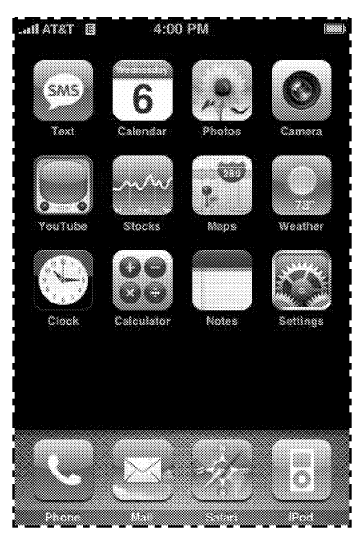 AT&T 4:00 PM
SMS 6
Text Calendar Photos Camera
280
73°
YouTube Stocks Maps Weather
Clock Calculator Notes Settings
Phone Mail Safari iPod